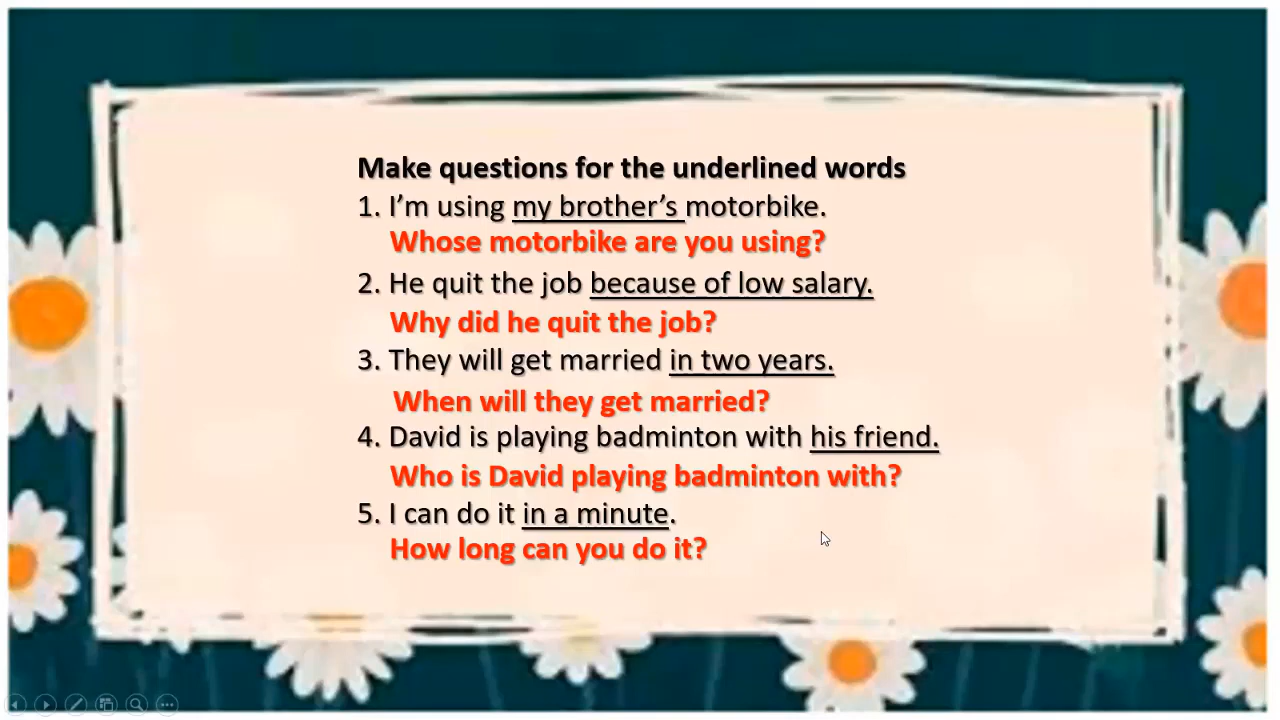 Make questions for the underlined words
1. I’m using my brother’s motorbike.
Whose motorbike are you using?
2. He quit the job because of low salary.
Why did he quit the job?
3. They will get married in two years.
When will they get married?
4. David is playing badminton with his friend.
Who is David playing badminton with?
5. I can do it in a minute.
How long can you do it?